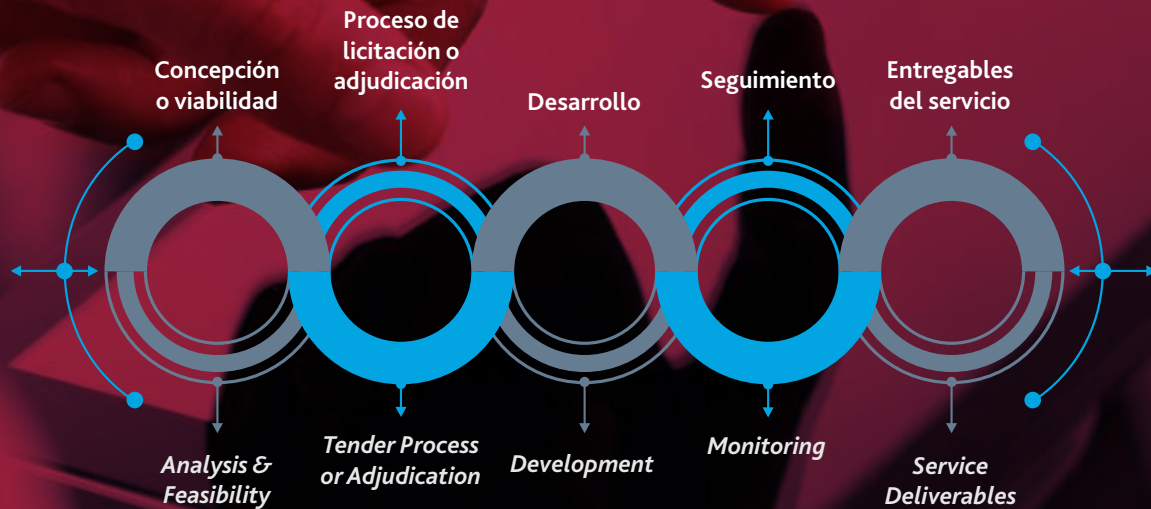 Concepción
o viabilidad
Proceso de
licitación o
adjudicación
Desarrollo
Seguimiento
Entregables
del servicio
Analysis &
Feasibility
Tender Process
or Adjudication
Development
Monitoring
Service
Deliverables